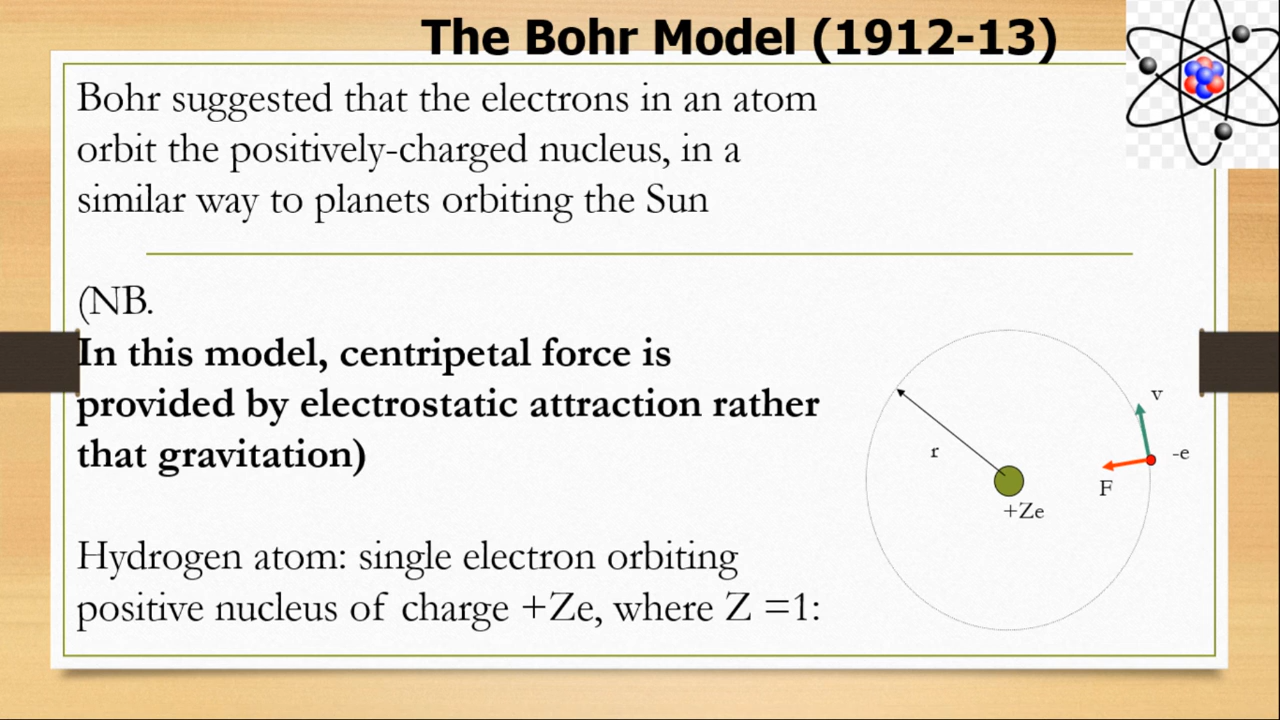 The Bohr Model (1912-13)
Bohr suggested that the electrons in an atom
orbit the positively-charged nucleus, in a
similar way to planets orbiting the Sun
(NB.
In this model, centripetal force is
provided by electrostatic attraction rather
that gravitation)
Hydrogen atom: single electron orbiting
positive nucleus of charge +Ze, where Z =1:
v
-e
r
F
+Ze